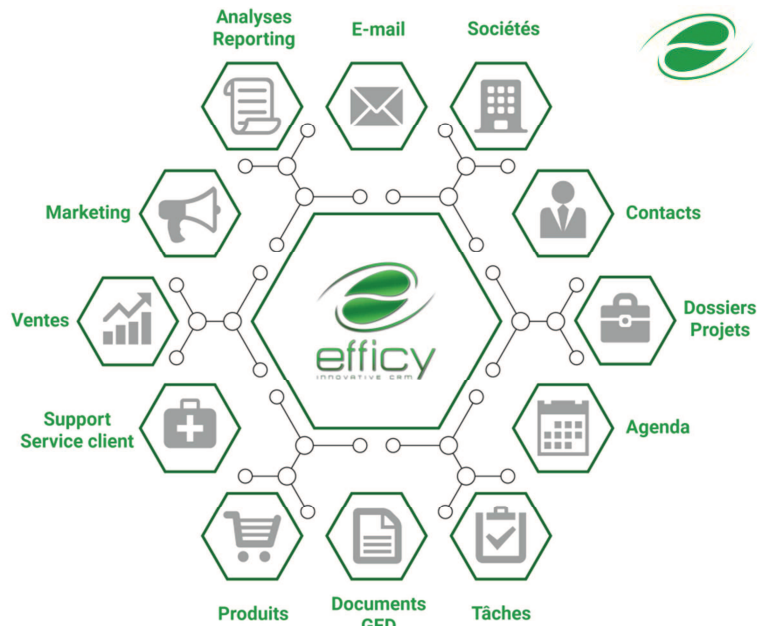 Analyses
Reporting
E-mail
Sociétés
Marketing
Contacts
Ventes
Dossiers
Projets
efficy
INNOVATIVE CRM
Support
Service client
Agenda
Produits
Documents
GED
Tâches